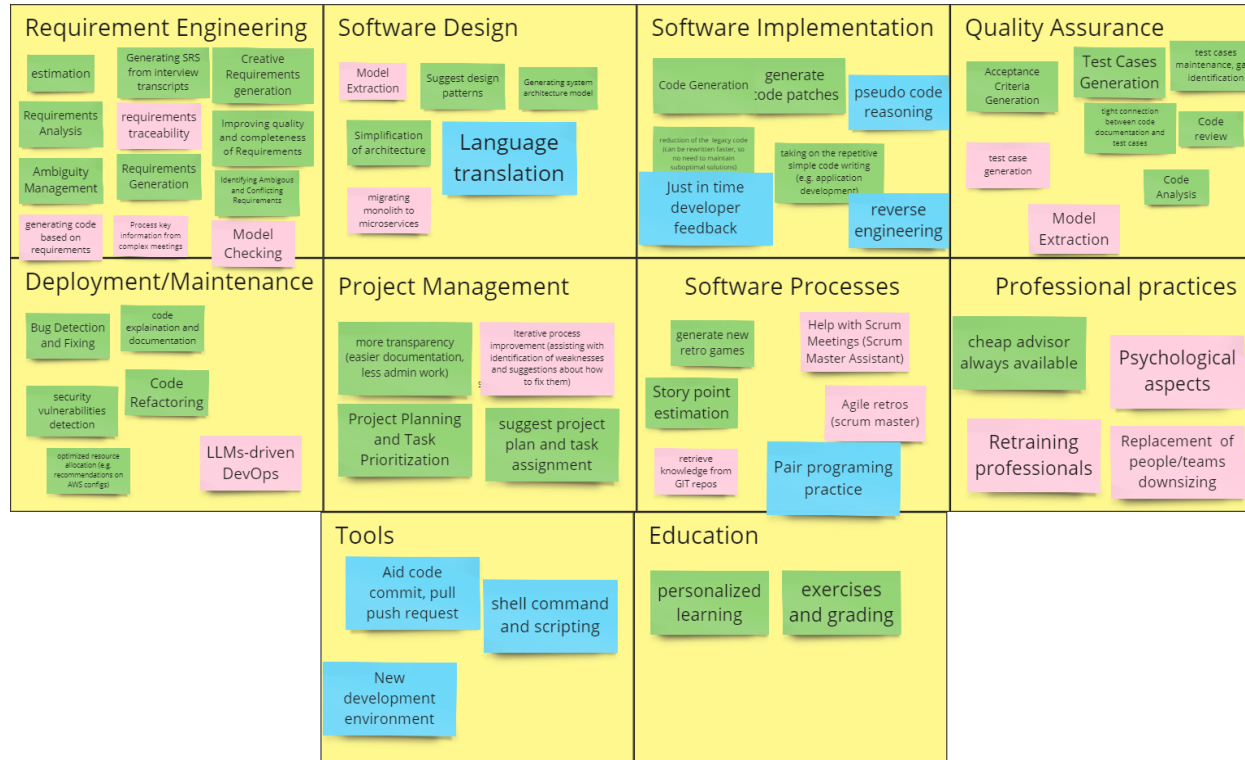 Requirement Engineering
estimation
Generating SRS
from interview
transcripts
Creative
Requirements
generation
Requirements
Analysis
requirements
traceability
Improving quality
and completeness
of Requirements
Ambiguity
Management
Requirements
Generation
Identifying Ambigous
and Conflicting
Requirements
generating code
based on
requirements
Process key
information from
complex meetings
Model
Checking
Software Design
Model
Extraction
Suggest design
patterns
Generating system
architecture model
Simplification
of architecture
Language
translation
migrating
monolith to
microservices
Software Implementation
Code Generation
generate
code patches
pseudo code
reasoning
reduction of the legacy code
(can be rewritten faster, so
no need to maintain
suboptimal solutions)
taking on the repetitive
simple code writing
(e.g. application
development)
Just in time
developer
feedback
reverse
engineering
Quality Assurance
Acceptance
Criteria
Generation
Test Cases
Generation
test cases
maintenance, ga
identification
tight connection
between code
documentation and
test cases
Code
review
test case
generation
Code
Analysis
Model
Extraction
Deployment/Maintenance
Bug Detection
and Fixing
code
explaination and
documentation
security
vulnerabilities
detection
Code
Refactoring
optimized resource
allocation (e.g.
recommendations on
AWS configs)
LLMs-driven
DevOps
Project Management
more transparency
(easier documentation,
less admin work)
Iterative process
improvement (assisting with
identification of weaknesses
and suggestions about how
to fix them)
s
Project Planning
and Task
Prioritization
suggest project
plan and task
assignment
Software Processes
generate new
retro games
Help with Scrum
Meetings (Scrum
Master Assistant)
Story point
estimation
Agile retros
(scrum master)
retrieve
knowledge from
GIT repos
Pair programing
practice
Professional practices
cheap advisor
always available
Psychological
aspects
Retraining
professionals
Replacement of
people/teams
downsizing
Tools
Aid code
commit, pull
push request
shell command
and scripting
New
development
environment
Education
personalized
learning
exercises
and grading